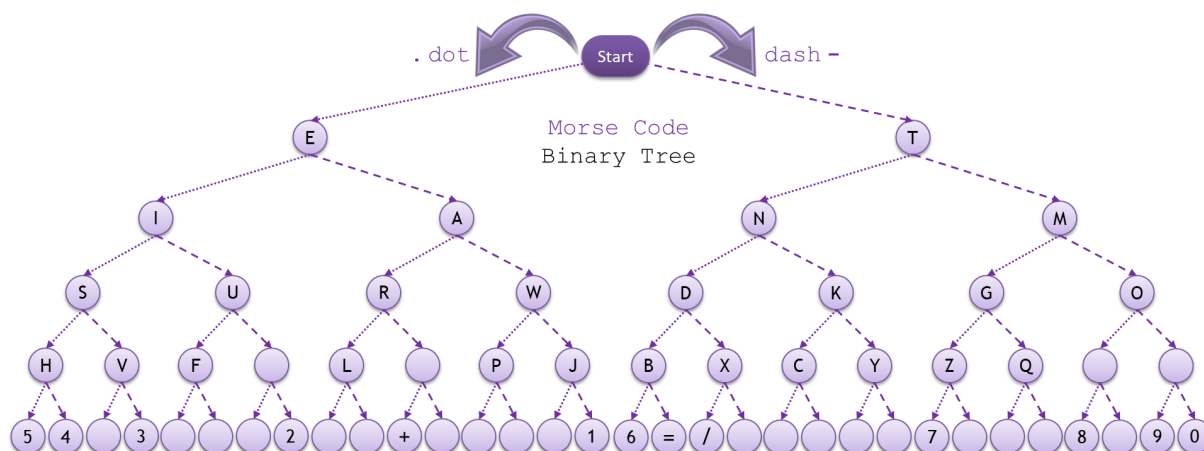 Start
. dot
dash -
Morse Code
Binary Tree
E T
I A N M
S U R W D K G O
H V F L P J B X C Y Z Q
5 4 3 2 + 1 6 = / 7 8 9 0